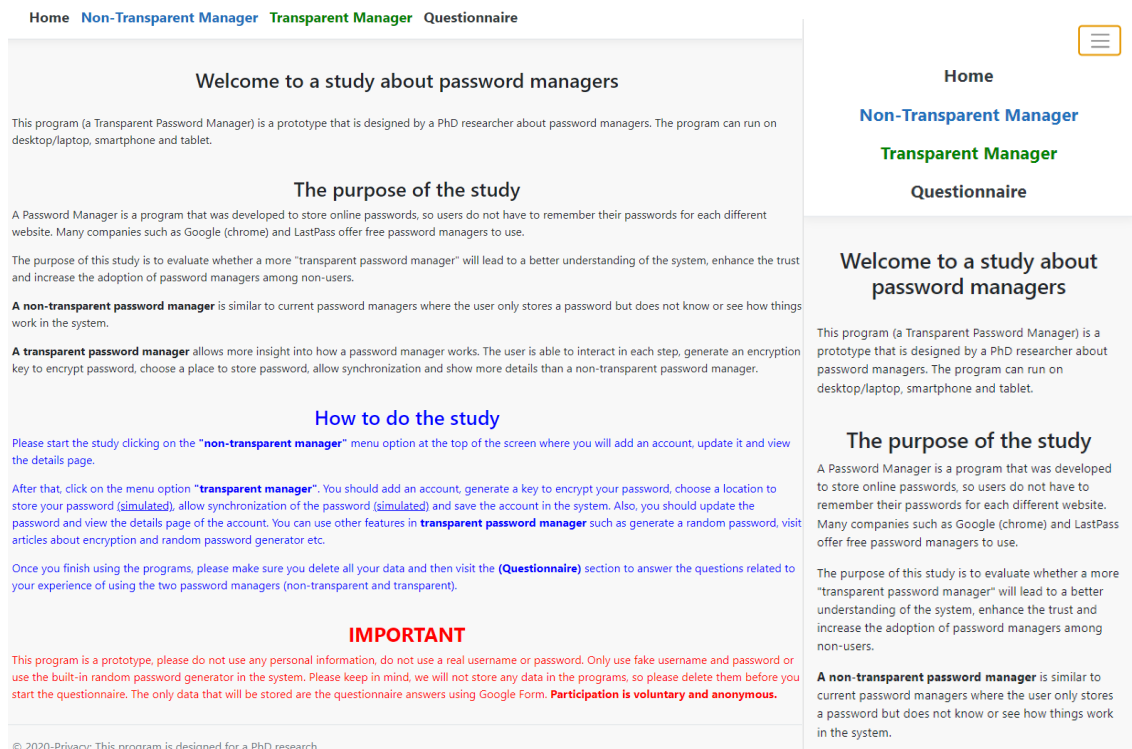 Home Non-Transparent Manager Transparent Manager Questionnaire
Welcome to a study about password managers
This program (a Transparent Password Manager) is a prototype that is designed by a PhD researcher about password managers. The program can run on
desktop/laptop, smartphone and tablet.
The purpose of the study
A Password Manager is a program that was developed to store online passwords, so users do not have to remember their passwords for each different
website. Many companies such as Google (chrome) and LastPass offer free password managers to use.
The purpose of this study is to evaluate whether a more "transparent password manager" will lead to a better understanding of the system, enhance the trust
and increase the adoption of password managers among non-users.
A non-transparent password manager is similar to current password managers where the user only stores a password but does not know or see how things
work in the system.
A transparent password manager allows more insight into how a password manager works. The user is able to interact in each step, generate an encryption
key to encrypt password, choose a place to store password, allow synchronization and show more details than a non-transparent password manager.
How to do the study
Please start the study clicking on the "non-transparent manager" menu option at the top of the screen where you will add an account, update it and view
the details page.
After that, click on the menu option "transparent manager". You should add an account, generate a key to encrypt your password, choose a location to
store your password (simulated), allow synchronization of the password (simulated) and save the account in the system. Also, you should update the
password and view the details page of the account. You can use other features in transparent password manager such as generate a random password, visit
articles about encryption and random password generator etc.
Once you finish using the programs, please make sure you delete all your data and then visit the (Questionnaire) section to answer the questions related to
your experience of using the two password managers (non-transparent and transparent).
IMPORTANT
This program is a prototype, please do not use any personal information, do not use a real username or password. Only use fake username and password or
use the built-in random password generator in the system. Please keep in mind, we will not store any data in the programs, so please delete them before you
start the questionnaire. The only data that will be stored are the questionnaire answers using Google Form. Participation is voluntary and anonymous.
© 2020-Privacy: This program is designed for a PhD research
Home
Non-Transparent Manager
Transparent Manager
Questionnaire
Welcome to a study about
password managers
This program (a Transparent Password Manager) is a
prototype that is designed by a PhD researcher about
password managers. The program can run on
desktop/laptop, smartphone and tablet.
The purpose of the study
A Password Manager is a program that was developed
to store online passwords, so users do not have to
remember their passwords for each different website.
Many companies such as Google (chrome) and LastPass
offer free password managers to use.
The purpose of this study is to evaluate whether a more
"transparent password manager" will lead to a better
understanding of the system, enhance the trust and
increase the adoption of password managers among
non-users.
A non-transparent password manager is similar to
current password managers where the user only stores
a password but does not know or see how things work
in the system.